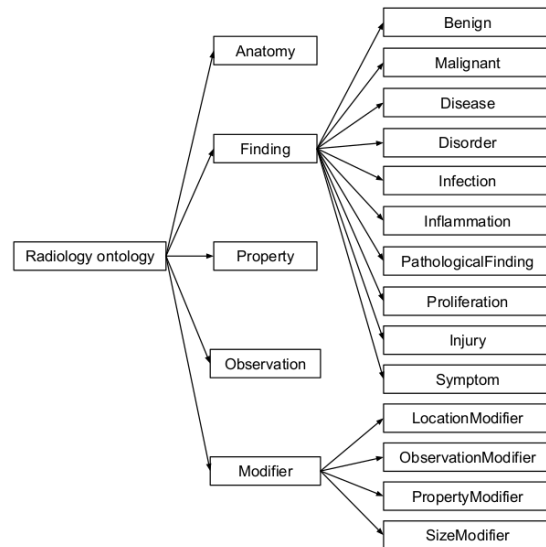 Radiology ontology
Anatomy
Finding
Property
Observation
Modifier
Benign
Malignant
Disease
Disorder
Infection
Inflammation
PathologicalFinding
Proliferation
Injury
Symptom
LocationModifier
ObservationModifier
PropertyModifier
SizeModifier